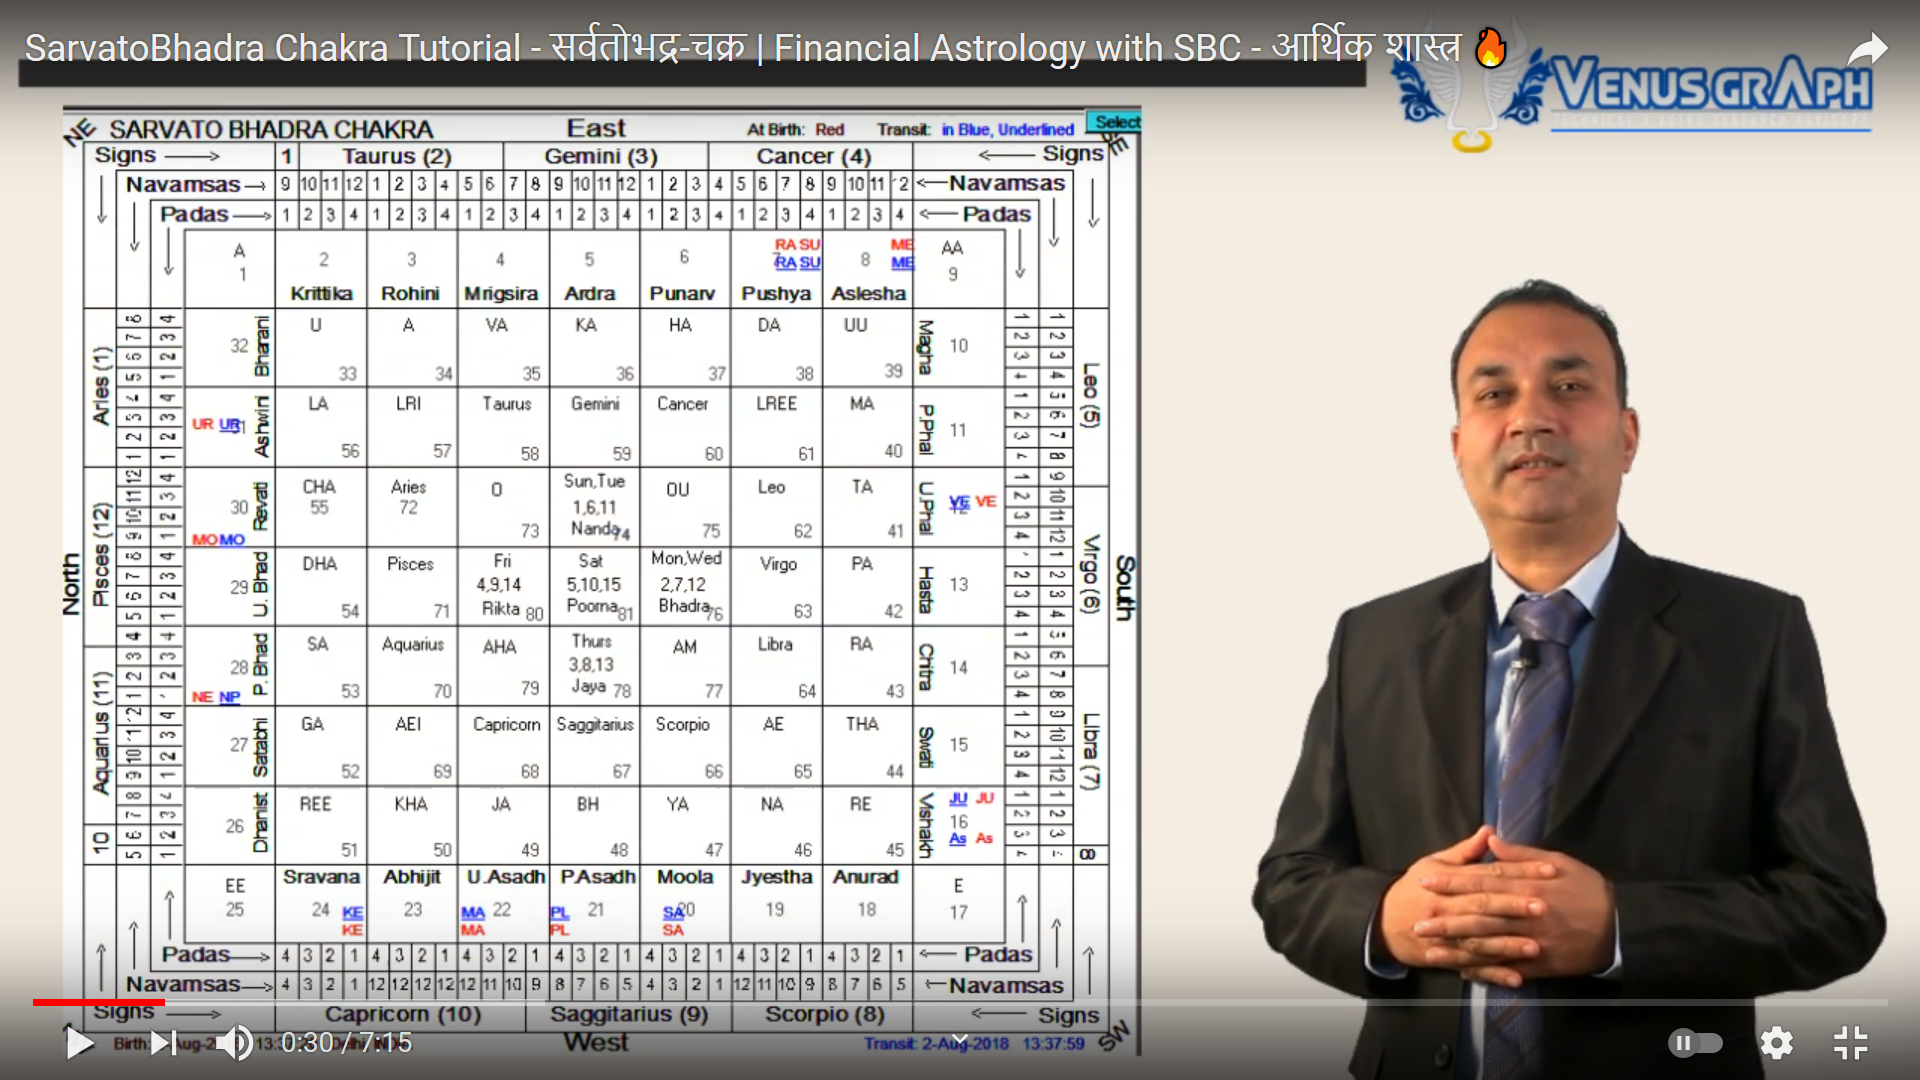 SarvatoBhadra Chakra Tutorial - सर्वतोभद्र-चक्र | Financial Astrology with SBC - आर्थिक शास्त्र
VENUS GRAPH
NE SARVATO BHADRA CHAKRA East At Birth: Red Transit: in Blue, Underlined Select
Signs 1 Taurus (2) Gemini (3) Cancer (4) Signs
Navamsas 9 10 11 12 1 2 3 4 5 6 7 8 9 10 11 12 1 2 3 4 5 6 7 8 9 10 11 12 Navamsas
Padas 1 2 3 4 1 2 3 4 1 2 3 4 1 2 3 4 1 2 3 4 1 2 3 4 1 2 3 4 Padas
RA SU ME
A 2 3 4 5 6 7 RA SU 8 ME AA
1 9
Krittika Rohini Mrigsira Ardra Punarv Pushya Aslesha
U A VA KA HA DA UU
32 Bharani Magha 10
33 34 35 36 37 38 39
LA LRI Taurus Gemini Cancer LREE MA
UR UR Ashwini P.Phal 11
56 57 58 59 60 61 40
CHA Aries O Sun,Tue OU Leo TA
30 Revati 55 72 1,6,11 U.Phal VE VE
73 Nanda 74 75 62 41
MO MO
DHA Pisces Fri Sat Mon,Wed Virgo PA
29 U. Bhad 4,9,14 5,10,15 2,7,12 Hasta 13
54 71 Rikta 80 Poorna 81 Bhadra 76 63 42
SA Aquarius AHA Thurs AM Libra RA
28 P. Bhad 3,8,13 Chitra 14
NE NP 53 70 79 Jaya 78 77 64 43
GA AEI Capricorn Saggitarius Scorpio AE THA
27 Satabhi Swati 15
52 69 68 67 66 65 44
REE KHA JA BH YA NA RE JU JU
26 Dhanist Vishakh 16
As As
51 50 49 48 47 46 45
EE Sravana Abhijit U.Asadh P.Asadh Moola Jyestha Anurad E
25 24 KE 23 MA 22 PL 21 SA 20 19 18 17
KE MA PL SA
Padas 4 3 2 1 4 3 2 1 4 3 2 1 4 3 2 1 4 3 2 1 4 3 2 1 4 3 2 1 Padas
Navamsas 4 3 2 1 12 12 12 12 12 11 10 9 8 7 6 5 4 3 2 1 12 11 10 9 8 7 6 5 Navamsas
Signs Capricorn (10) Saggitarius (9) Scorpio (8) Signs
West
SW
Aries (1)
Pisces (12)
Aquarius (11)
10
North
Leo (5)
Virgo (6)
Libra (7)
8
South
Transit: 2-Aug-2018 13:37:59
0:30 / 7:15